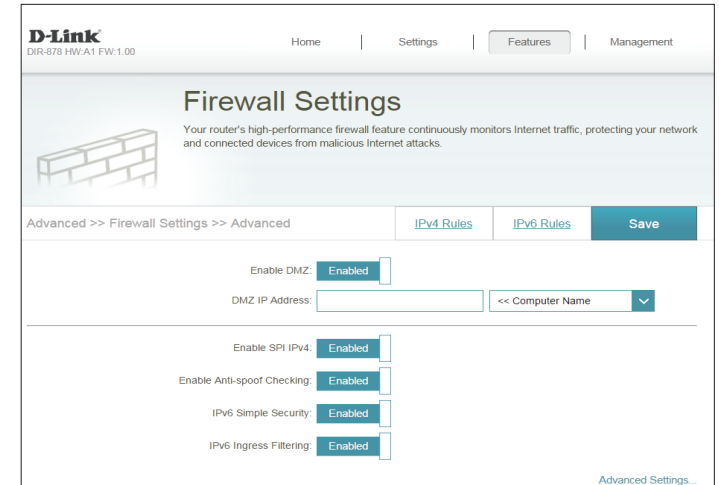 D-Link
DIR-878 HW:A1 FW:1.00
Home
Settings
Features
Management
Firewall Settings
Your router's high-performance firewall feature continuously monitors Internet traffic, protecting your network
and connected devices from malicious Internet attacks.
Advanced >> Firewall Settings >> Advanced
IPv4 Rules
IPv6 Rules
Save
Enable DMZ: Enabled
DMZ IP Address: << Computer Name
Enable SPI IPv4: Enabled
Enable Anti-spoof Checking: Enabled
IPv6 Simple Security: Enabled
IPv6 Ingress Filtering: Enabled
Advanced Settings...